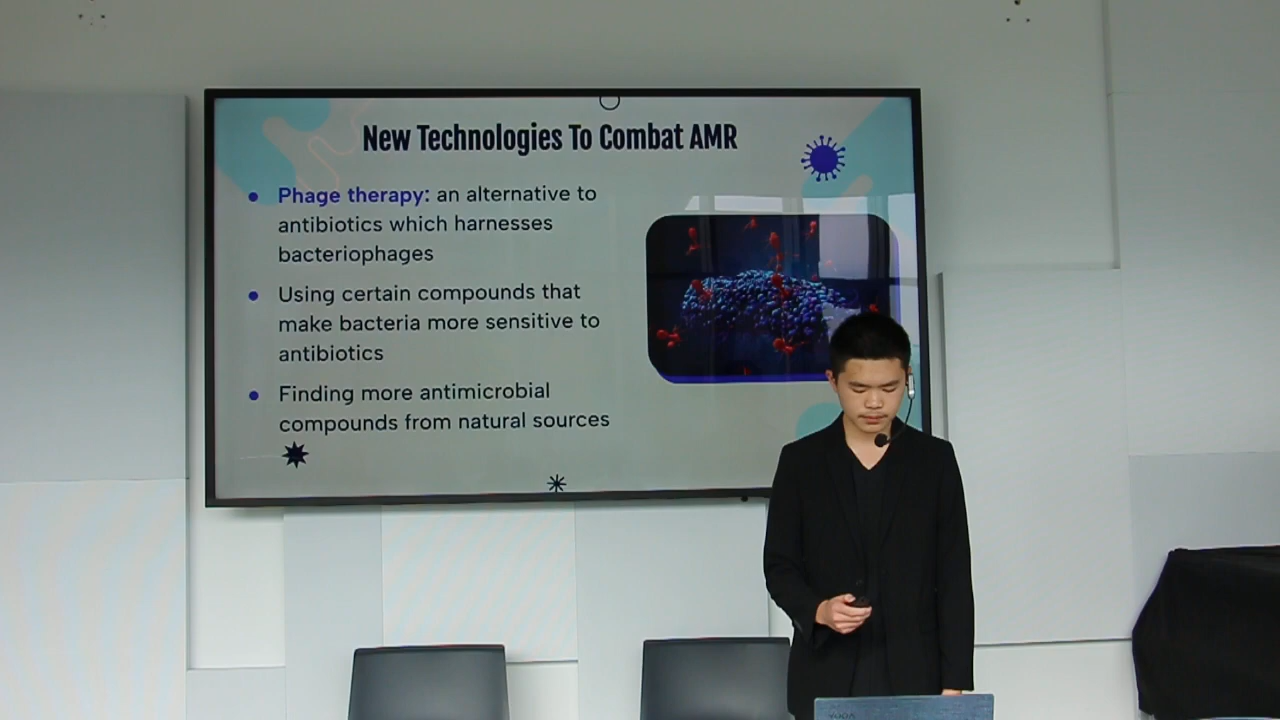 New Technologies To Combat AMR
Phage therapy: an alternative to
antibiotics which harnesses
bacteriophages
Using certain compounds that
make bacteria more sensitive to
antibiotics
Finding more antimicrobial
compounds from natural sources
YOGA